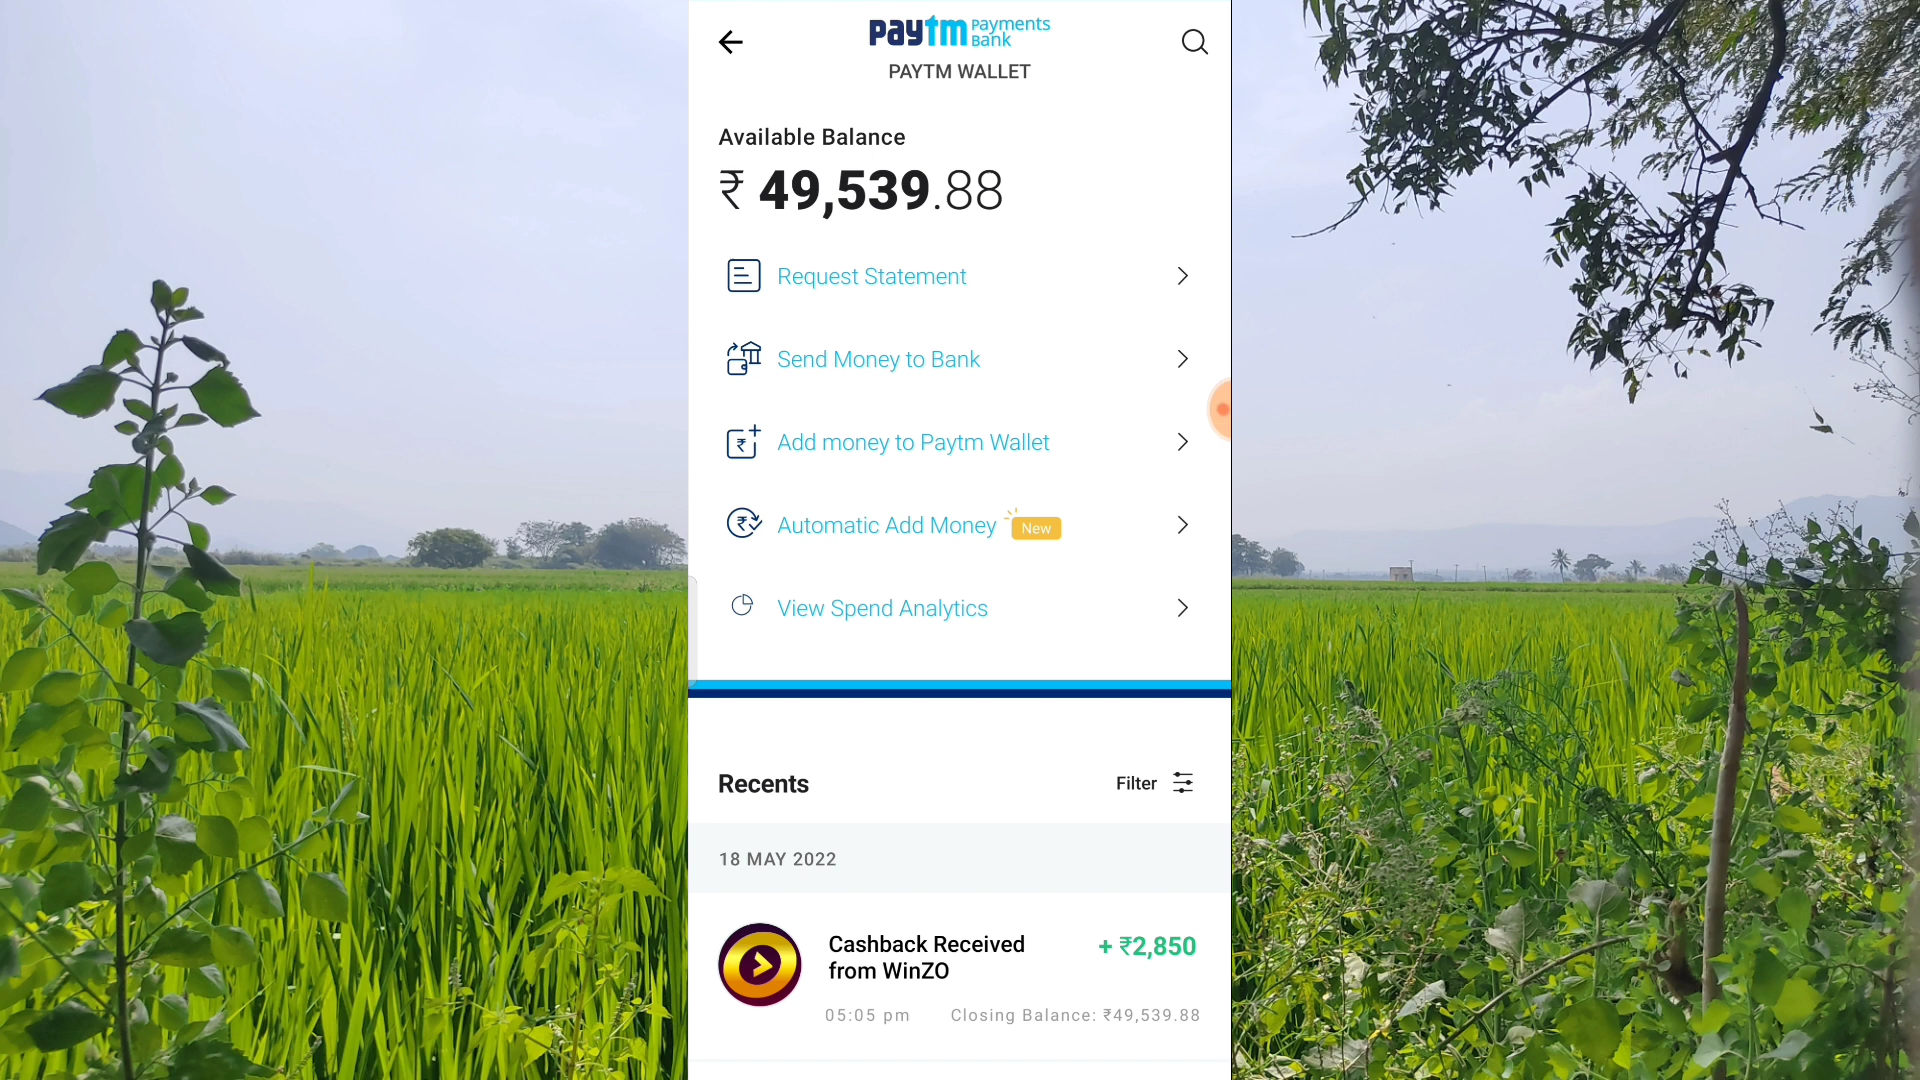 paytm Payments Bank
PAYTM WALLET
Available Balance
₹ 49,539.88
Request Statement
Send Money to Bank
Add money to Paytm Wallet
Automatic Add Money New
View Spend Analytics
Recents
Filter
18 MAY 2022
Cashback Received + ₹2,850
from WinZO
05:05 pm Closing Balance: ₹49,539.88